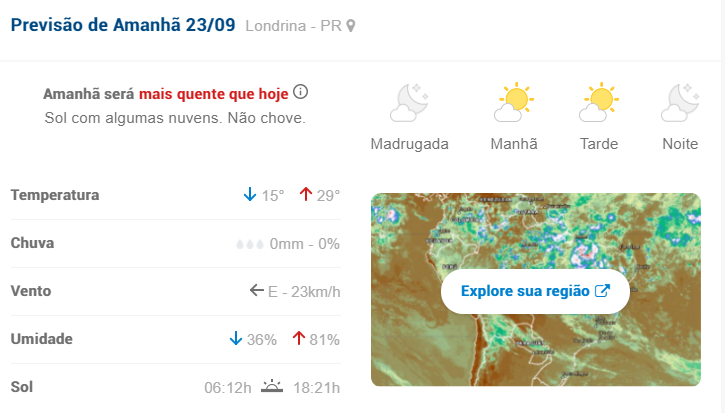 Previsão de Amanhã 23/09 Londrina - PR
Amanhã será mais quente que hoje
Sol com algumas nuvens. Não chove.
Madrugada Manhã Tarde Noite
Temperatura 15° 29°
Chuva 0mm - 0%
Vento E - 23km/h
Explore sua região
Umidade 36% 81%
Sol 06:12h 18:21h